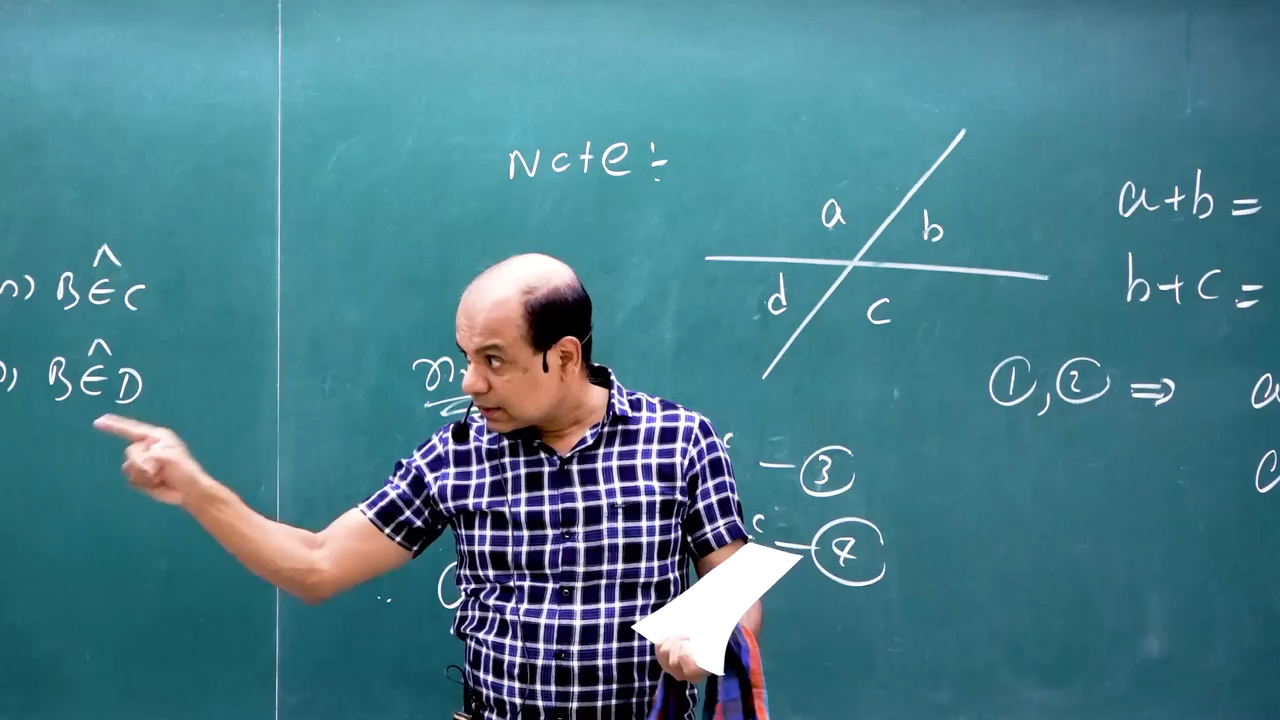 Note :-
a
b
d
c
a+b =
b+c =
①, ② ⇒
) BÊC
) BÊD
c — ③
c — ④